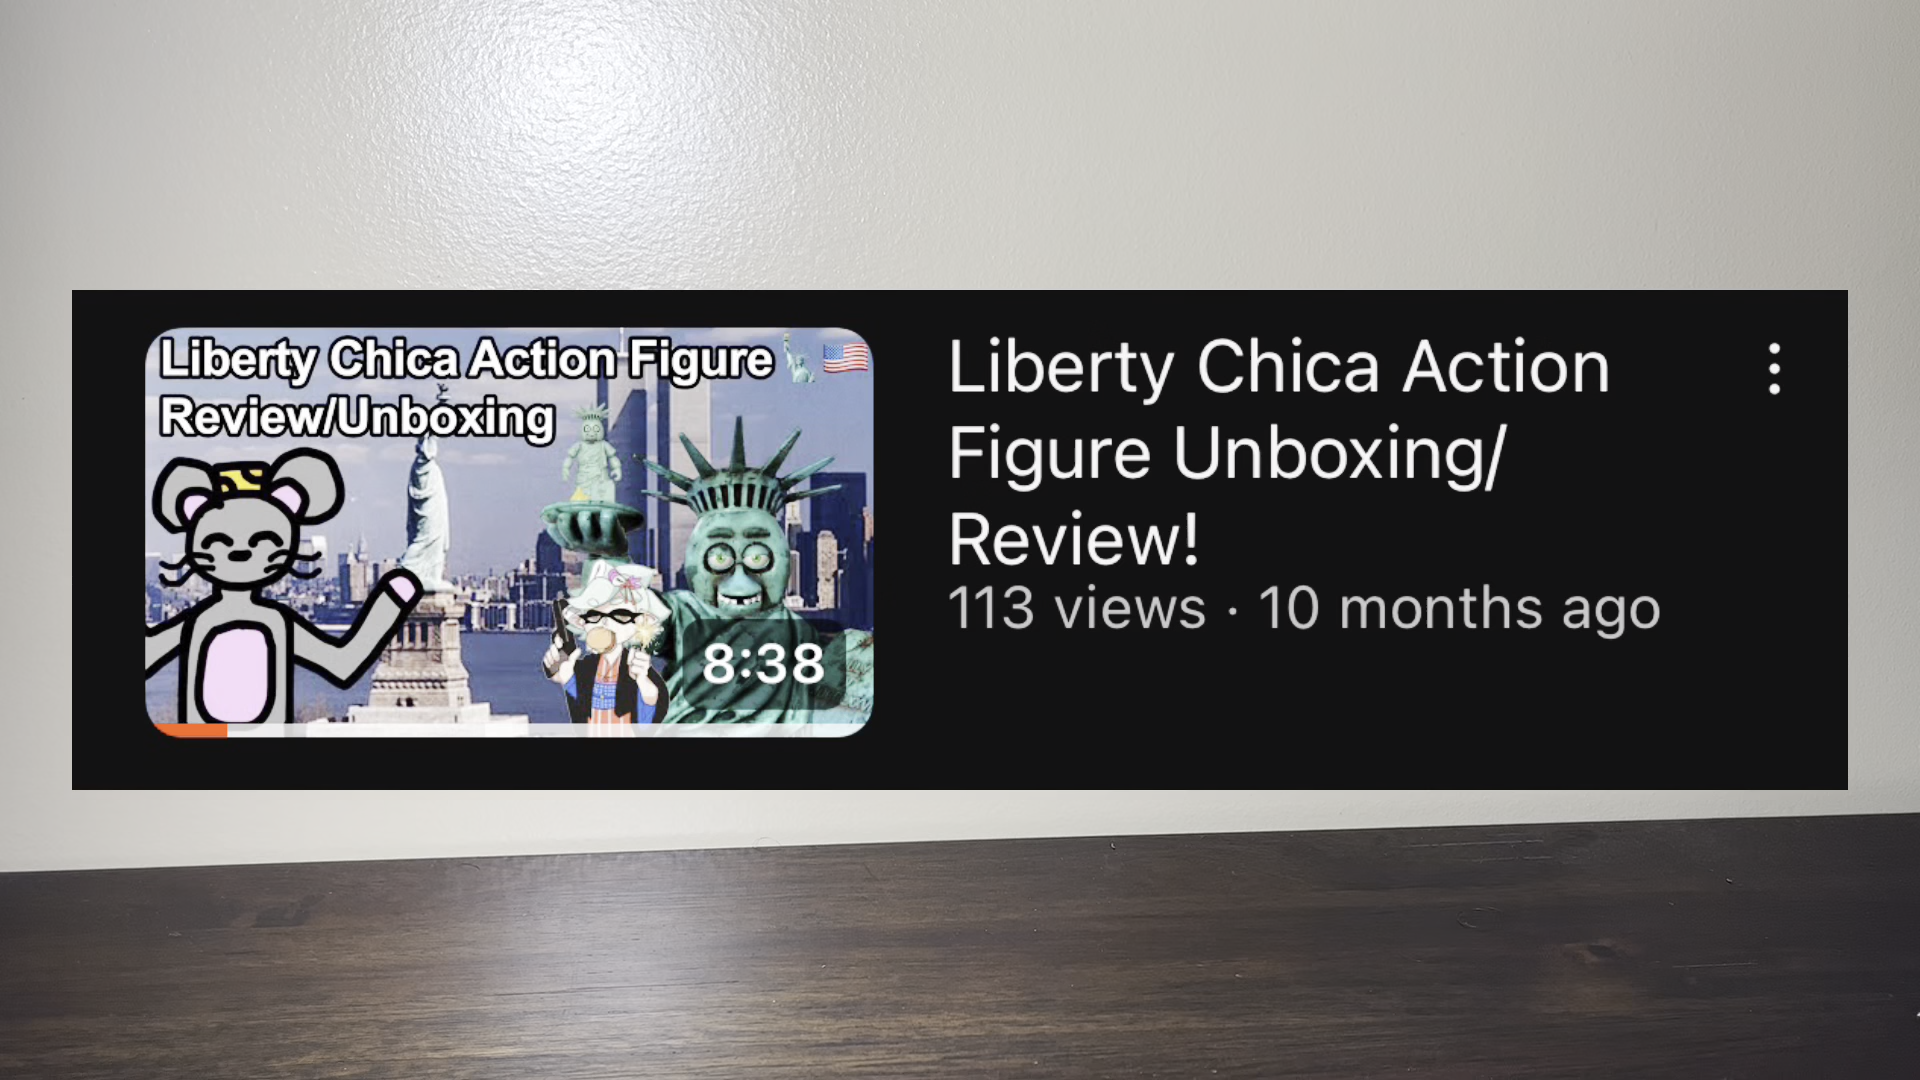 Liberty Chica Action Figure 🗽 🇺🇸
Review/Unboxing
8:38
Liberty Chica Action
Figure Unboxing/
Review!
113 views · 10 months ago